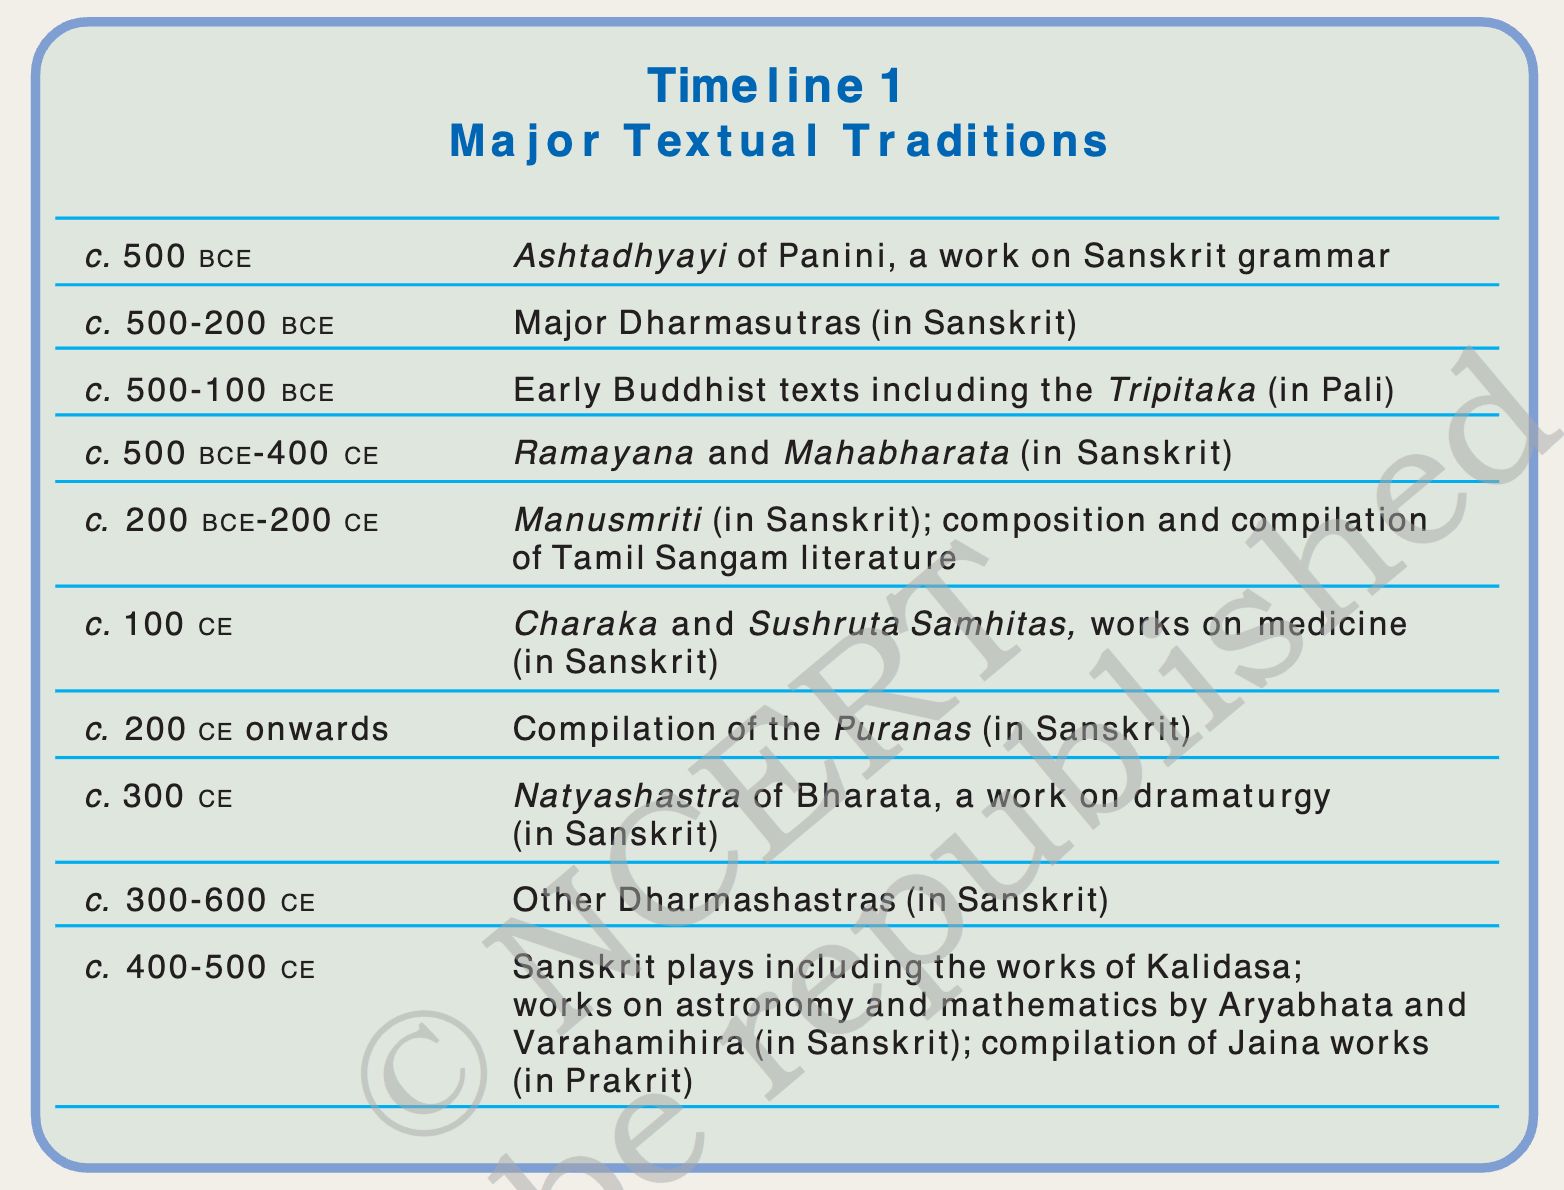 Timeline 1
Major Textual Traditions
c. 500 BCE Ashtadhyayi of Panini, a work on Sanskrit grammar
c. 500-200 BCE Major Dharmasutras (in Sanskrit)
c. 500-100 BCE Early Buddhist texts including the Tripitaka (in Pali)
c. 500 BCE-400 CE Ramayana and Mahabharata (in Sanskrit)
c. 200 BCE-200 CE Manusmriti (in Sanskrit); composition and compilation
of Tamil Sangam literature
c. 100 CE Charaka and Sushruta Samhitas, works on medicine
(in Sanskrit)
c. 200 CE onwards Compilation of the Puranas (in Sanskrit)
c. 300 CE Natyashastra of Bharata, a work on dramaturgy
(in Sanskrit)
c. 300-600 CE Other Dharmashastras (in Sanskrit)
c. 400-500 CE Sanskrit plays including the works of Kalidasa;
works on astronomy and mathematics by Aryabhata and
Varahamihira (in Sanskrit); compilation of Jaina works
(in Prakrit)
© NCERT
be republished